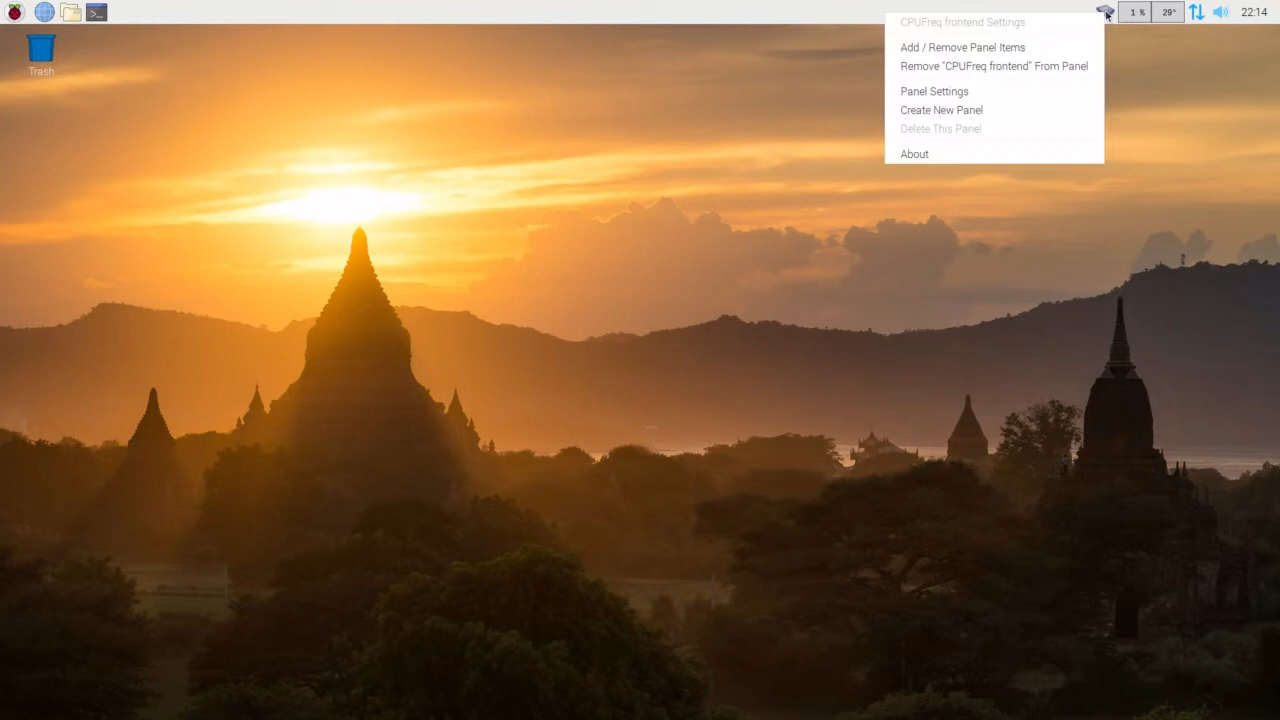 1 %
29°
22:14
Trash
CPUFreq frontend Settings
Add / Remove Panel Items
Remove "CPUFreq frontend" From Panel
Panel Settings
Create New Panel
Delete This Panel
About